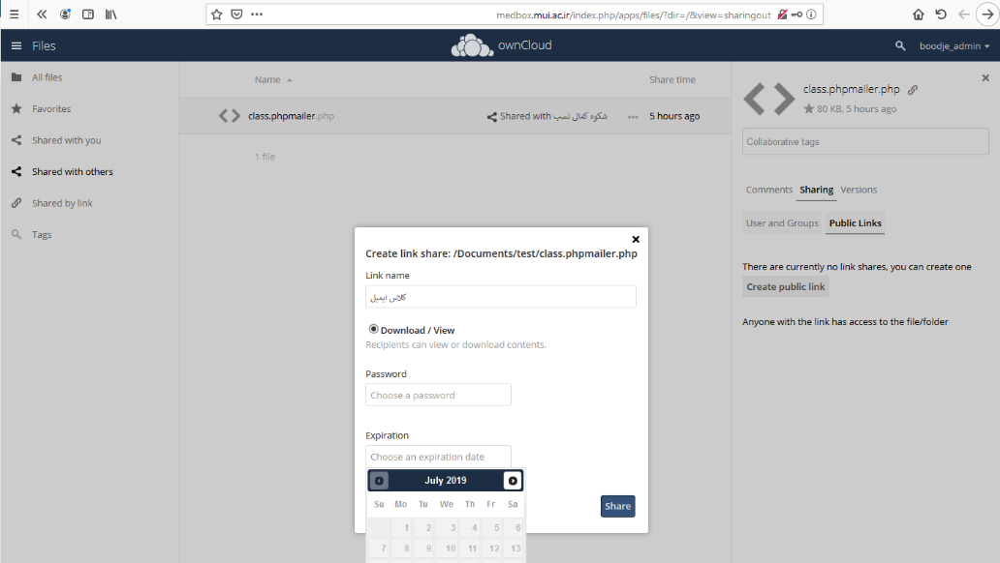 medbox.mui.ac.ir/index.php/apps/files/?dir=/&view=sharingout
Files
ownCloud
boodje_admin
All files
Favorites
Shared with you
Shared with others
Shared by link
Tags
Name
Share time
class.phpmailer.php
Shared with شکوه کمالی نسب
5 hours ago
1 file
class.phpmailer.php
80 KB, 5 hours ago
Collaborative tags
Comments Sharing Versions
User and Groups Public Links
There are currently no link shares, you can create one
Create public link
Anyone with the link has access to the file/folder
Create link share: /Documents/test/class.phpmailer.php
Link name
کلاس ایمیل
Download / View
Recipients can view or download contents.
Password
Choose a password
Expiration
Choose an expiration date
July 2019
Su Mo Tu We Th Fr Sa
1 2 3 4 5 6
7 8 9 10 11 12 13
Share